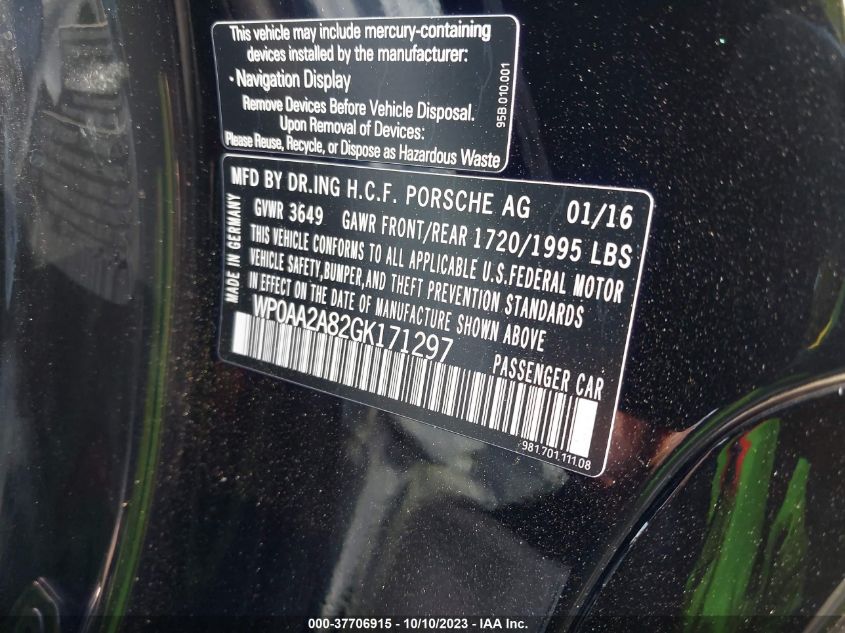 This vehicle may include mercury-containing
devices installed by the manufacturer:
· Navigation Display
Remove Devices Before Vehicle Disposal.
Upon Removal of Devices:
Please Reuse, Recycle, or Dispose as Hazardous Waste
95B.010.001
MFD BY DR.ING H.C.F. PORSCHE AG 01/16
GVWR 3649 GAWR FRONT/REAR 1720/1995 LBS
THIS VEHICLE CONFORMS TO ALL APPLICABLE U.S.FEDERAL MOTOR
VEHICLE SAFETY,BUMPER,AND THEFT PREVENTION STANDARDS
IN EFFECT ON THE DATE OF MANUFACTURE SHOWN ABOVE
MADE IN GERMANY
WP0AA2A82GK171297
PASSENGER CAR
981.701.111.08
000-37706915 - 10/10/2023 - IAA Inc.